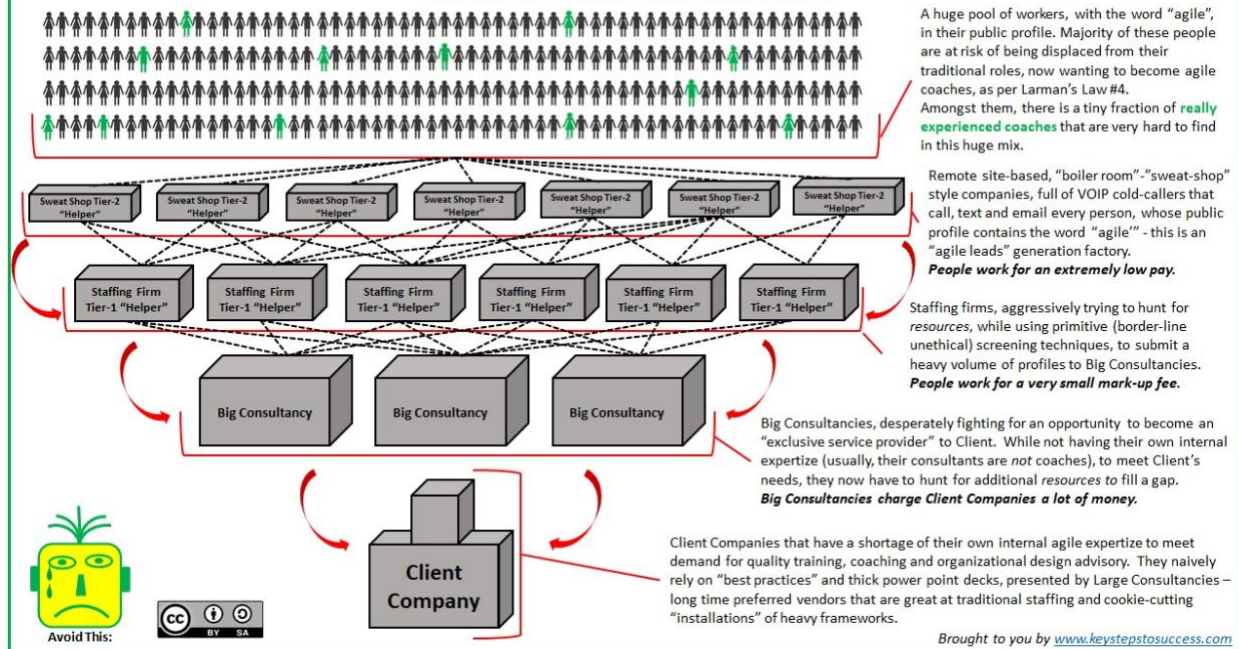 A huge pool of workers, with the word “agile”,
in their public profile. Majority of these people
are at risk of being displaced from their
traditional roles, now wanting to become agile
coaches, as per Larman’s Law #4.
Amongst them, there is a tiny fraction of really
experienced coaches that are very hard to find
in this huge mix.
Sweat Shop Tier-2
“Helper”
Sweat Shop Tier-2
“Helper”
Sweat Shop Tier-2
“Helper”
Sweat Shop Tier-2
“Helper”
Sweat Shop Tier-2
“Helper”
Sweat Shop Tier-2
“Helper”
Sweat Shop Tier-2
“Helper”
Remote site-based, “boiler room”-”sweat-shop”
style companies, full of VOIP cold-callers that
call, text and email every person, whose public
profile contains the word “agile’” - this is an
“agile leads” generation factory.
People work for an extremely low pay.
Staffing Firm
Tier-1 “Helper”
Staffing Firm
Tier-1 “Helper”
Staffing Firm
Tier-1 “Helper”
Staffing Firm
Tier-1 “Helper”
Staffing Firm
Tier-1 “Helper”
Staffing Firm
Tier-1 “Helper”
Staffing firms, aggressively trying to hunt for
resources, while using primitive (border-line
unethical) screening techniques, to submit a
heavy volume of profiles to Big Consultancies.
People work for a very small mark-up fee.
Big Consultancy
Big Consultancy
Big Consultancy
Big Consultancies, desperately fighting for an opportunity to become an
“exclusive service provider” to Client. While not having their own internal
expertize (usually, their consultants are not coaches), to meet Client’s
needs, they now have to hunt for additional resources to fill a gap.
Big Consultancies charge Client Companies a lot of money.
Client
Company
Client Companies that have a shortage of their own internal agile expertize to meet
demand for quality training, coaching and organizational design advisory. They naively
rely on “best practices” and thick power point decks, presented by Large Consultancies –
long time preferred vendors that are great at traditional staffing and cookie-cutting
“installations” of heavy frameworks.
Avoid This:
cc
BY SA
Brought to you by www.keystepstosuccess.com